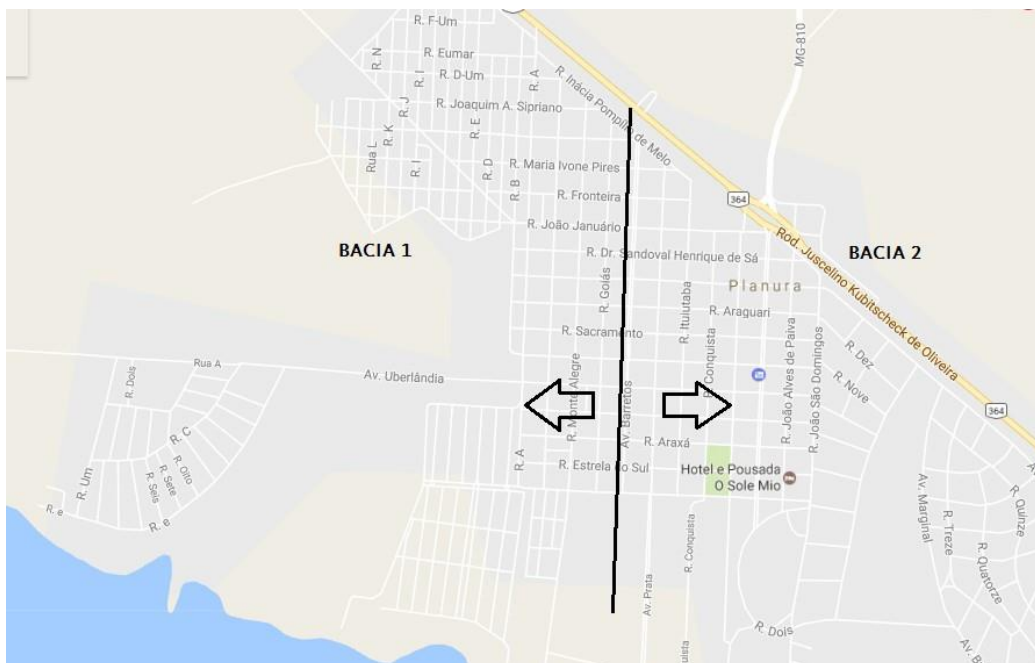 R. F-Um
R. Eumar
R. D-Um
R. N
R. I
R. A
R. J
R. Joaquim A. Sipriano
R. K
R. E
Rua L
R. I
R. D
R. B
R. Inácia Pompilho de Melo
R. Maria Ivone Pires
R. Fronteira
R. João Januário
MG-810
364
BACIA 1
BACIA 2
Rod. Juscelino Kubitscheck de Oliveira
R. Dr. Sandoval Henrique de Sá
R. Goiás
Planura
R. Ituiutaba
R. Araguari
R. Sacramento
R. Conquista
R. João Alves de Paiva
R. João São Domingos
R. Dez
R. Nove
Rua A
R. Dois
Av. Uberlândia
R. Monte Alegre
Av. Barretos
364
R. C
R. Oito
R. Sete
R. Seis
R. Um
R. e
R. e
R. A
R. Araxá
R. Estrela do Sul
Hotel e Pousada
O Sole Mio
Av. Marginal
R. Treze
R. Quatorze
R. Quinze
R. Conquista
Av. Prata
R. Conquista
R. Dois